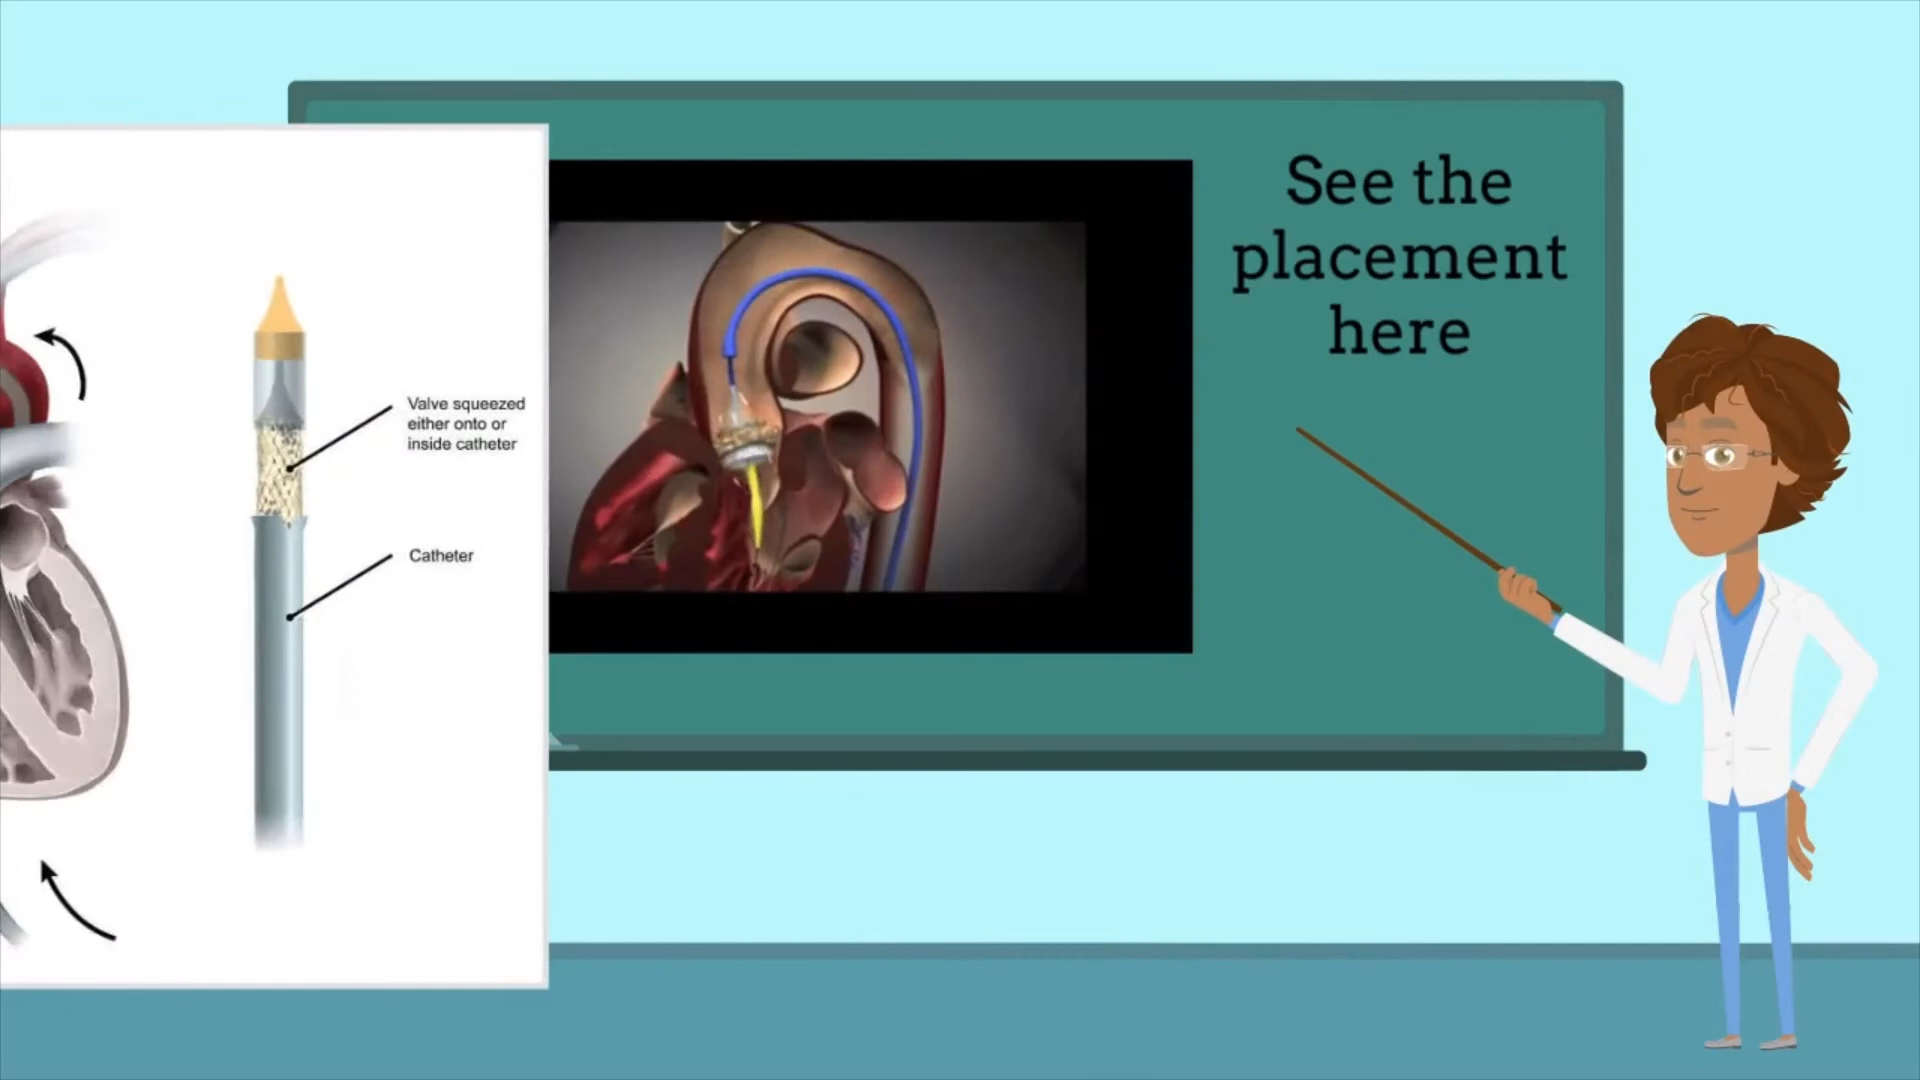 See the
placement
here
Valve squeezed
either onto or
inside catheter
Catheter